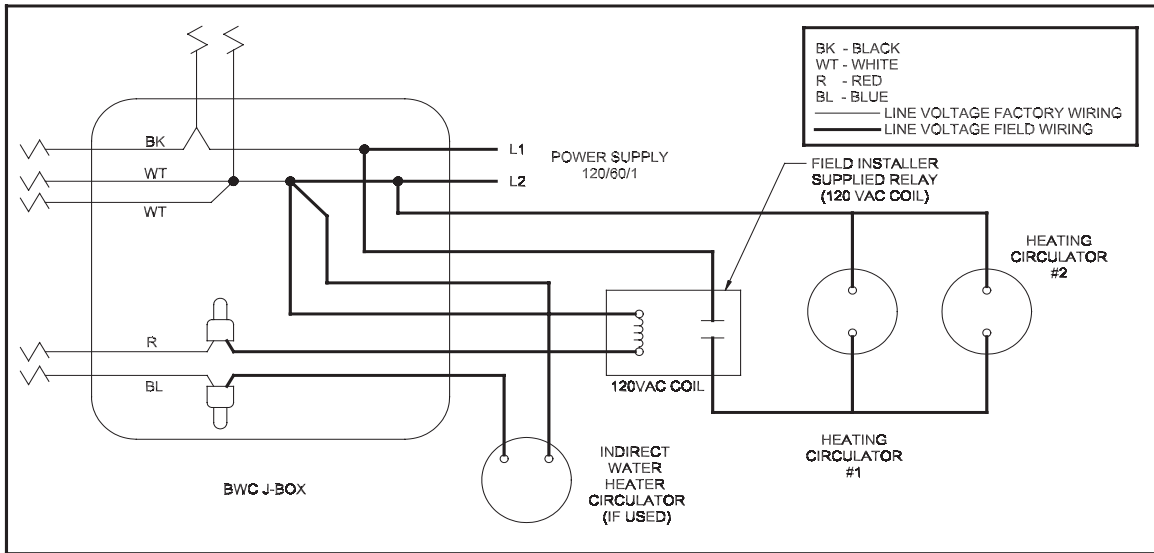 BK - BLACK
WT - WHITE
R - RED
BL - BLUE
LINE VOLTAGE FACTORY WIRING
LINE VOLTAGE FIELD WIRING
BK
WT
WT
L1
L2
POWER SUPPLY
120/60/1
FIELD INSTALLER
SUPPLIED RELAY
(120 VAC COIL)
HEATING
CIRCULATOR
#2
R
BL
120VAC COIL
HEATING
CIRCULATOR
#1
INDIRECT
WATER
HEATER
CIRCULATOR
(IF USED)
BWC J-BOX